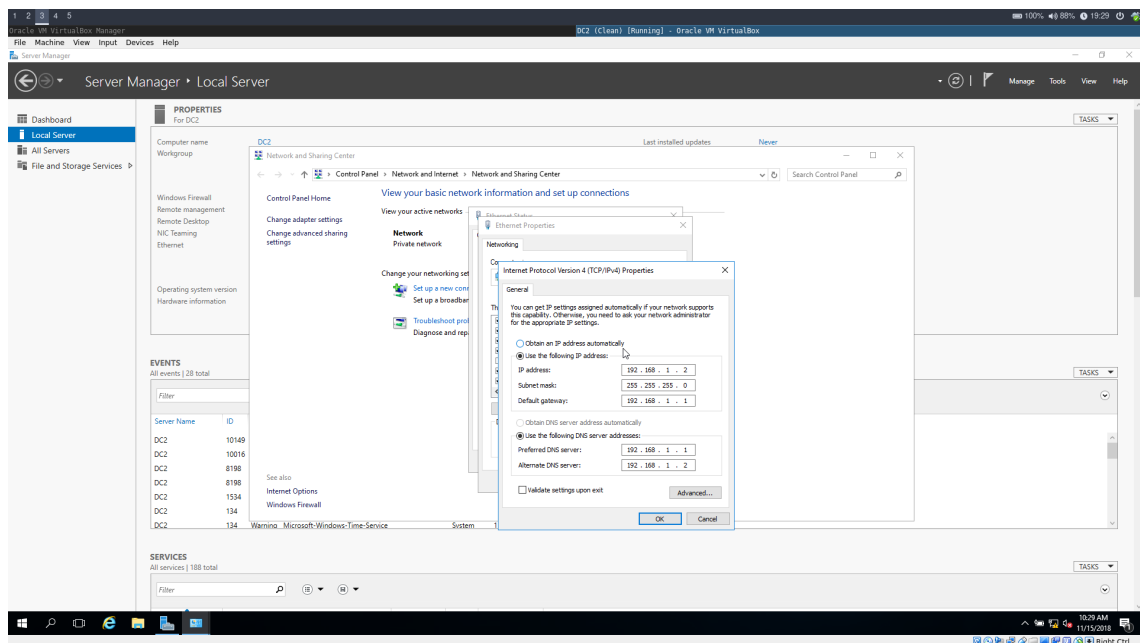 1 2 3 4 5
100% 88% 19:29
Oracle VM VirtualBox Manager
DC2 (Clean) [Running] - Oracle VM VirtualBox
File Machine View Input Devices Help
Server Manager
Server Manager Local Server
Manage Tools View Help
Dashboard
Local Server
All Servers
File and Storage Services
PROPERTIES
For DC2
TASKS
Computer name DC2
Last installed updates Never
Workgroup
Windows Firewall
Remote management
Remote Desktop
NIC Teaming
Ethernet
Operating system version
Hardware information
Network and Sharing Center
Control Panel > Network and Internet > Network and Sharing Center
Search Control Panel
Control Panel Home
Change adapter settings
Change advanced sharing
settings
View your basic network information and set up connections
View your active networks
Network
Private network
Change your networking set
Set up a new conn
Set up a broadban
Troubleshoot prol
Diagnose and rep
See also
Internet Options
Windows Firewall
Ethernet Status
Ethernet Properties
Networking
Co
Th
Internet Protocol Version 4 (TCP/IPv4) Properties
General
You can get IP settings assigned automatically if your network supports
this capability. Otherwise, you need to ask your network administrator
for the appropriate IP settings.
Obtain an IP address automatically
Use the following IP address:
IP address: 192 . 168 . 1 . 2
Subnet mask: 255 . 255 . 255 . 0
Default gateway: 192 . 168 . 1 . 1
Obtain DNS server address automatically
Use the following DNS server addresses:
Preferred DNS server: 192 . 168 . 1 . 1
Alternate DNS server: 192 . 168 . 1 . 2
Validate settings upon exit
Advanced...
OK Cancel
EVENTS
All events | 28 total
TASKS
Filter
Server Name ID
DC2 10149
DC2 10016
DC2 8198
DC2 8198
DC2 1534
DC2 134
DC2 134 Warning Microsoft-Windows-Time-Service System 1
SERVICES
All services | 188 total
TASKS
Filter
10:29 AM
11/15/2018
Right Ctrl